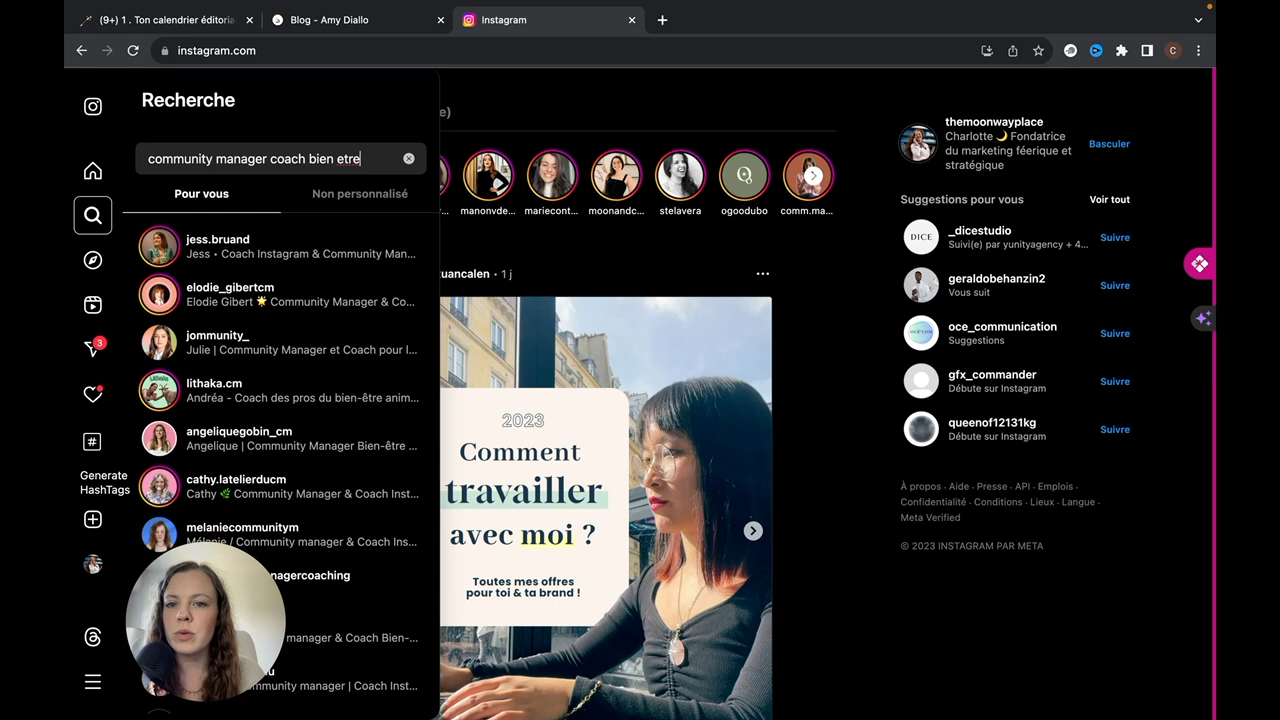 (9+) 1 . Ton calendrier éditoria
Blog - Amy Diallo
Instagram
instagram.com
C
Recherche
community manager coach bien etre
Pour vous
Non personnalisé
jess.bruand
Jess • Coach Instagram & Community Man...
elodie_gibertcm
Elodie Gibert 🌟 Community Manager & Co...
jommunity_
Julie | Community Manager et Coach pour l...
lithaka.cm
Andréa - Coach des pros du bien-être anim...
angeliquegobin_cm
Angelique | Community Manager Bien-être ...
cathy.latelierducm
Cathy 🌿 Community Manager & Coach Inst...
melaniecommunitym
Mélanie / Community manager & Coach Ins...
nagercoaching
manager & Coach Bien-...
mmunity manager | Coach Inst...
3
Generate
HashTags
e)
manonvde...
mariecont...
moonandc...
stelavera
ogoodubo
comm.ma...
uancalen • 1 j
2023
Comment
travailler
avec moi ?
Toutes mes offres
pour toi & ta brand !
themoonwayplace
Charlotte 🌙 Fondatrice
du marketing féerique et
stratégique
Basculer
Suggestions pour vous
Voir tout
DICE
_dicestudio
Suivi(e) par yunityagency + 4...
Suivre
geraldobehanzin2
Vous suit
Suivre
oce_communication
Suggestions
Suivre
gfx_commander
Débute sur Instagram
Suivre
queenof12131kg
Débute sur Instagram
Suivre
À propos · Aide · Presse · API · Emplois ·
Confidentialité · Conditions · Lieux · Langue ·
Meta Verified
© 2023 INSTAGRAM PAR META